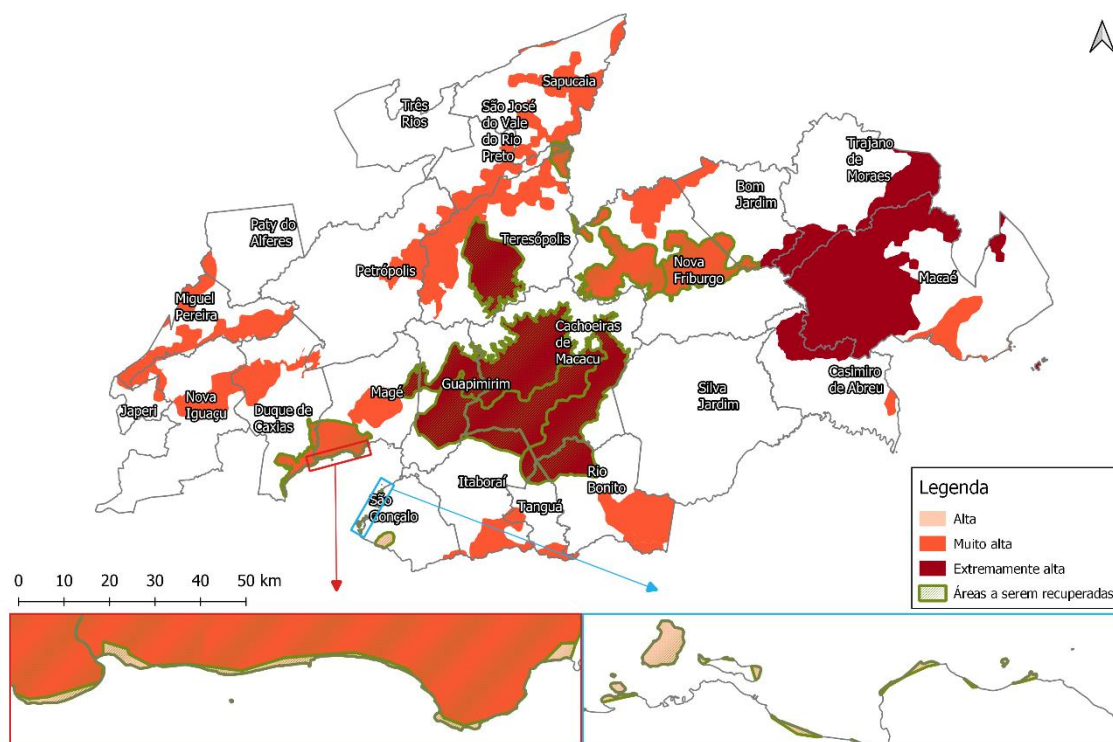 Sapucaia
Três
Rios
São José
do Vale
do Rio
Preto
Trajano
de
Moraes
Bom
Jardim
Paty do
Alferes
Teresópolis
Petrópolis
Nova
Friburgo
Macaé
Miguel
Pereira
Cachoeiras
de
Macacu
Guapimirim
Casimiro
de Abreu
Magé
Silva
Jardim
Japeri
Nova
Iguaçu
Duque de
Caxias
Itaboraí
Rio
Bonito
São
Gonçalo
Tanguá
Legenda
Alta
Muito alta
Extremamente alta
Áreas a serem recuperadas
0 10 20 30 40 50 km